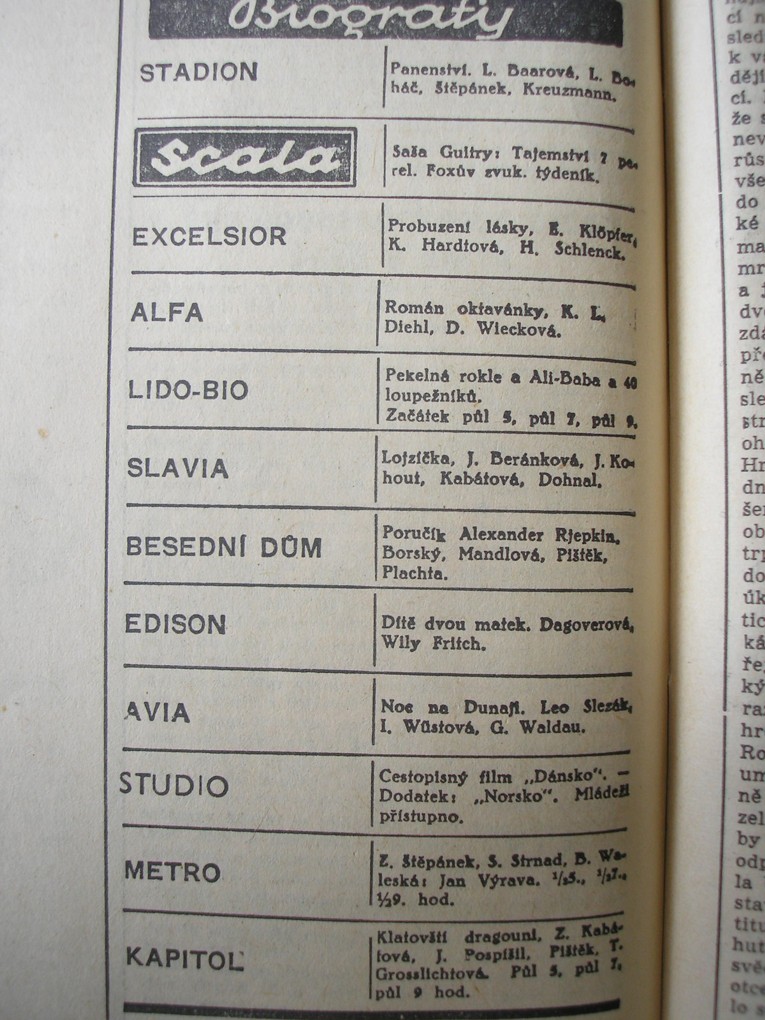 Biografy
STADION
Panenství. L. Baarová, L. Bo-
háč, Štěpánek, Kreuzmann.
Scala
Saša Guitry: Tajemství 7 pe-
rel. Foxův zvuk. týdeník.
EXCELSIOR
Probuzení lásky, E. Klöpfer,
K. Hardtová, H. Schlenck.
ALFA
Román oktavánky, K. L.
Diehl, D. Wiecková.
LIDO-BIO
Pekelná rokle a Ali-Baba a 40
loupežníků.
Začátek půl 5, půl 7, půl 9.
SLAVIA
Lojzička, J. Beránková, J. Ko-
hout, Kabátová, Dohnal.
BESEDNÍ DŮM
Poručík Alexander Rjepkin,
Borský, Mandlová, Pištěk,
Plachta.
EDISON
Dítě dvou matek. Dagoverová,
Wily Fritch.
AVIA
Noc na Dunaji. Leo Slezák,
I. Wüstová, G. Waldau.
STUDIO
Cestopisný film „Dánsko“. —
Dodatek: „Norsko“. Mládeži
přístupno.
METRO
Z. Štěpánek, S. Strnad, B. Wa-
leská: Jan Výrava. ½5., ½7.,
½9. hod.
KAPITOL
Klatovští dragouni, Z. Kabá-
tová, J. Pospíšil, Pištěk, T.
Grosslichtová. Půl 5, půl 7,
půl 9 hod.